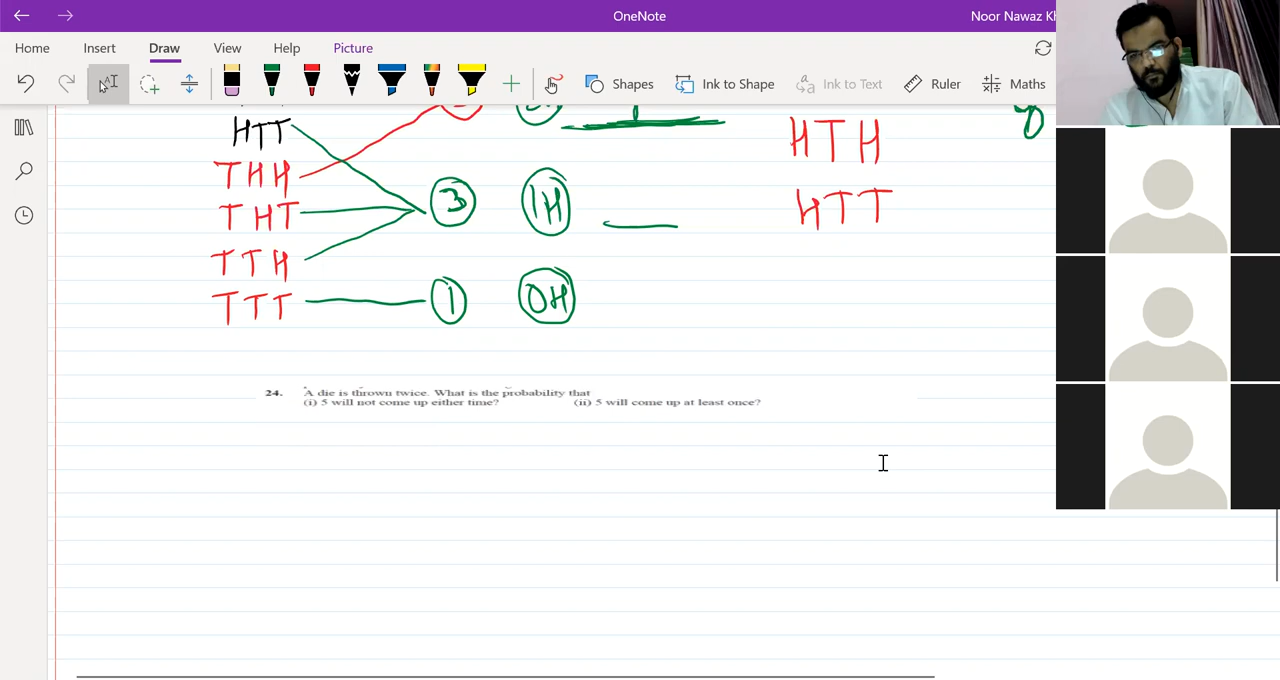 OneNote
Noor Nawaz Kh
Home Insert Draw View Help Picture
Shapes Ink to Shape Ink to Text Ruler Maths
HTT
THH
THT
TTH
TTT
3 1H
1 0H
HTH
HTT
24. A die is thrown twice. What is the probability that
(i) 5 will not come up either time? (ii) 5 will come up at least once?